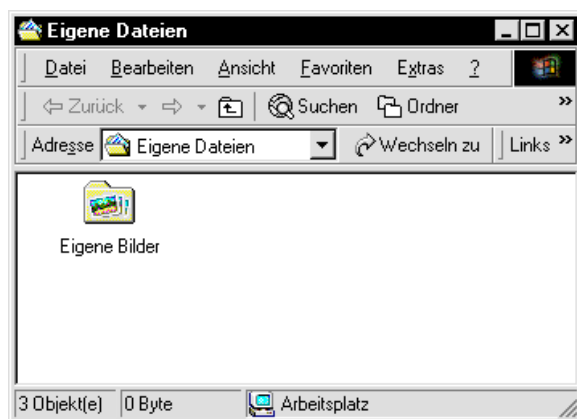 Eigene Dateien
Datei Bearbeiten Ansicht Favoriten Extras ?
Zurück Suchen Ordner »
Adresse Eigene Dateien Wechseln zu Links »
Eigene Bilder
3 Objekt(e) 0 Byte Arbeitsplatz